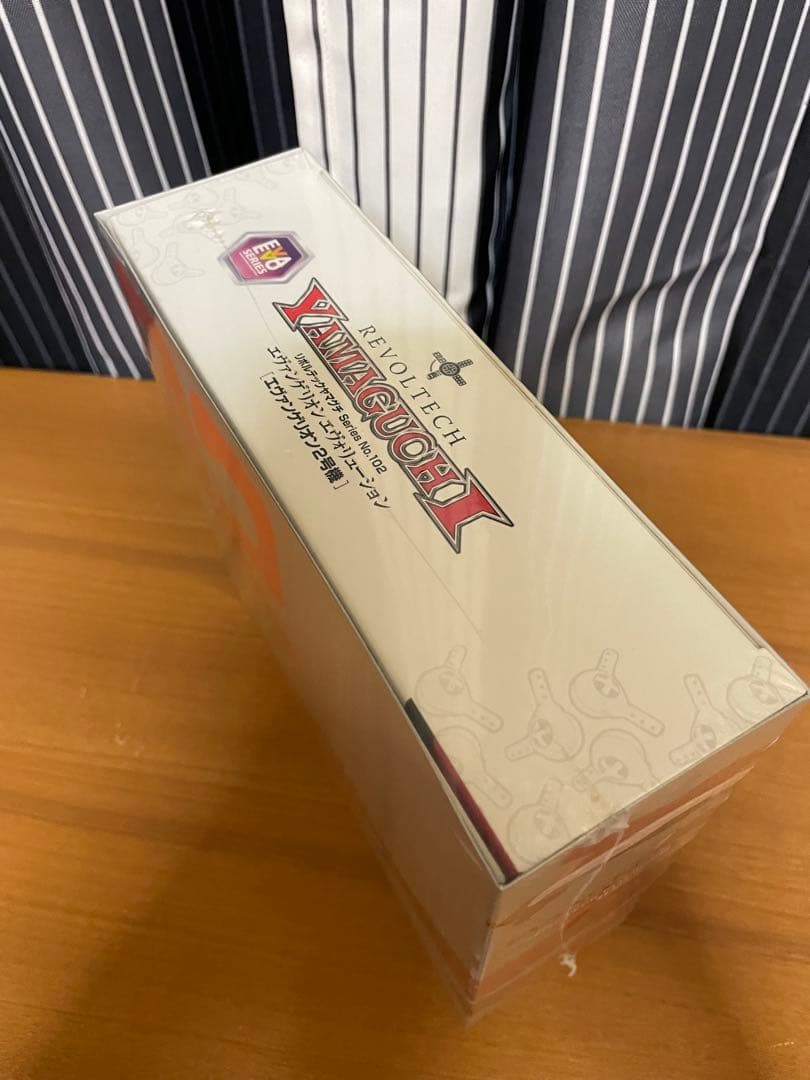 EVA
EVO
SERIES
REVOLTECH
YAMAGUCHI
リボルテックヤマグチ Series No.102
エヴァンゲリオン エヴォリューション
[エヴァンゲリオン2号機]